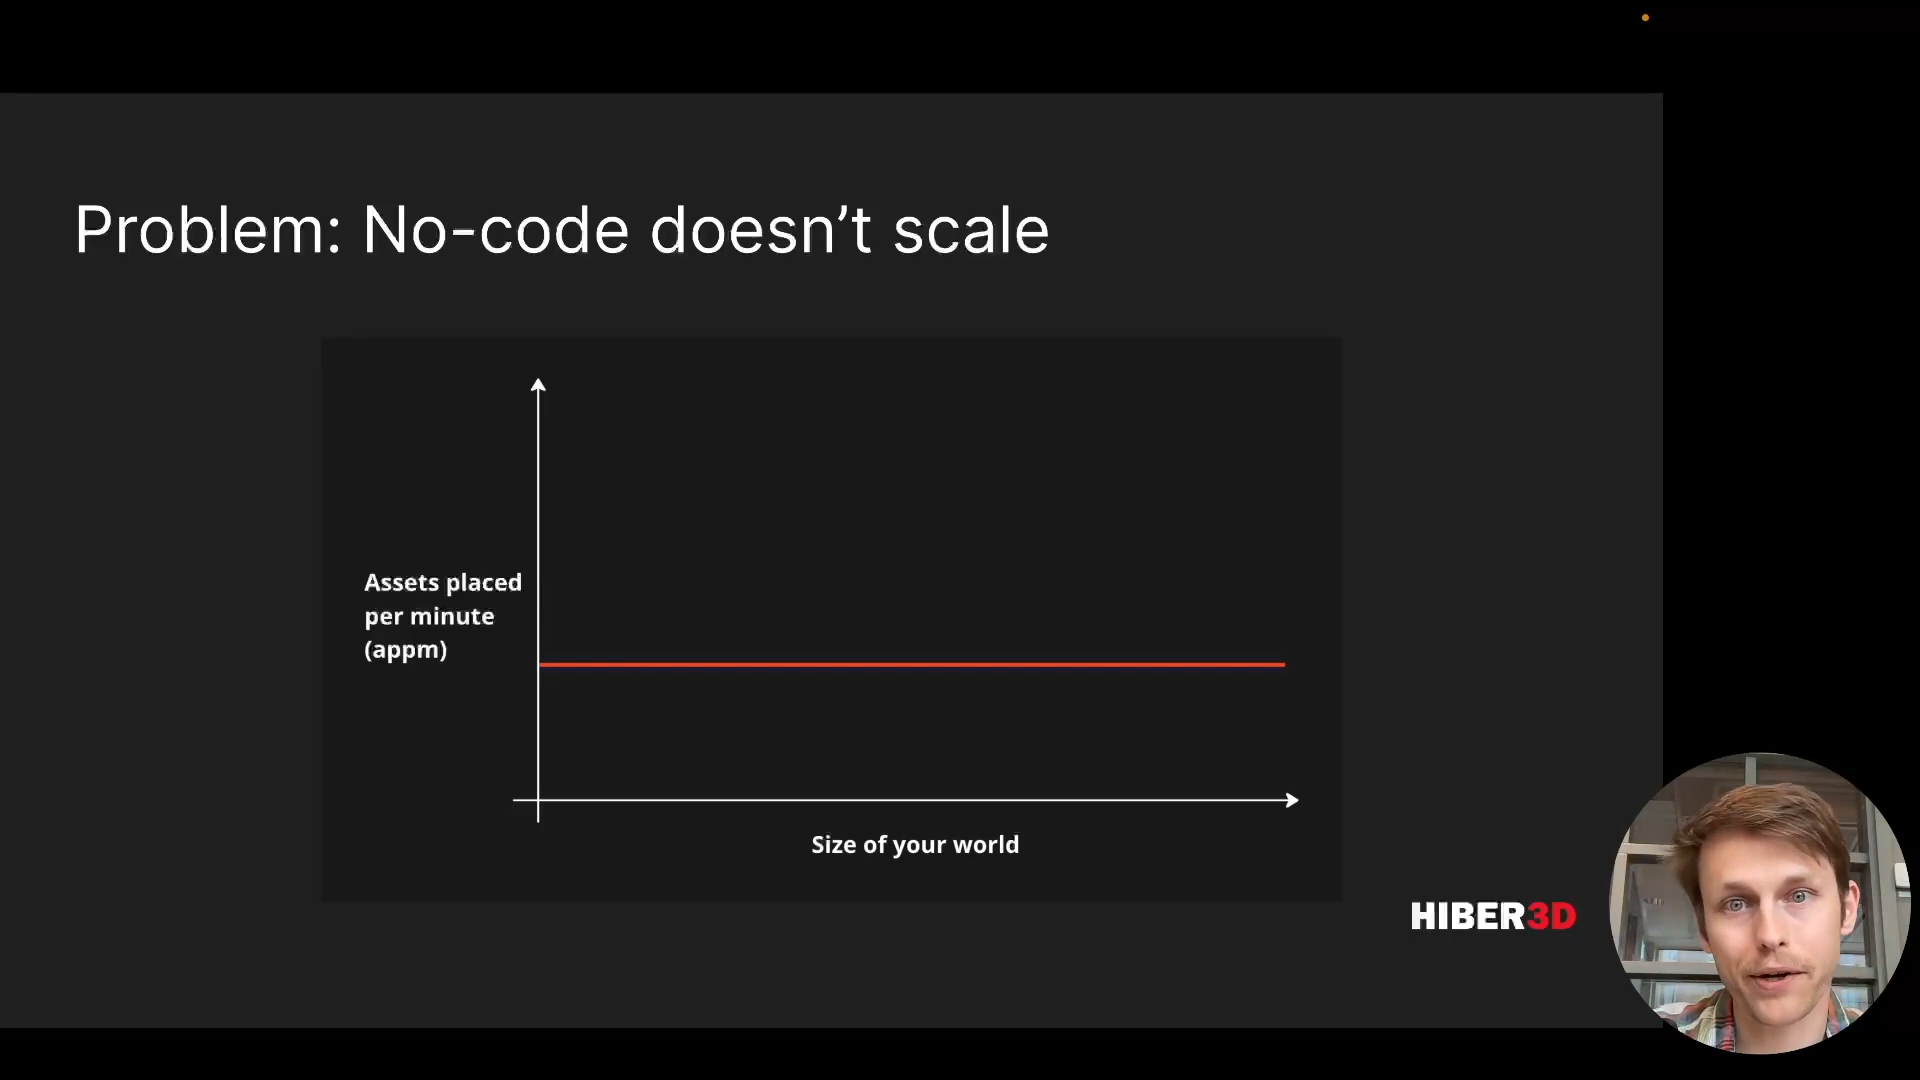 Problem: No-code doesn’t scale
Assets placed
per minute
(appm)
Size of your world
HIBER3D